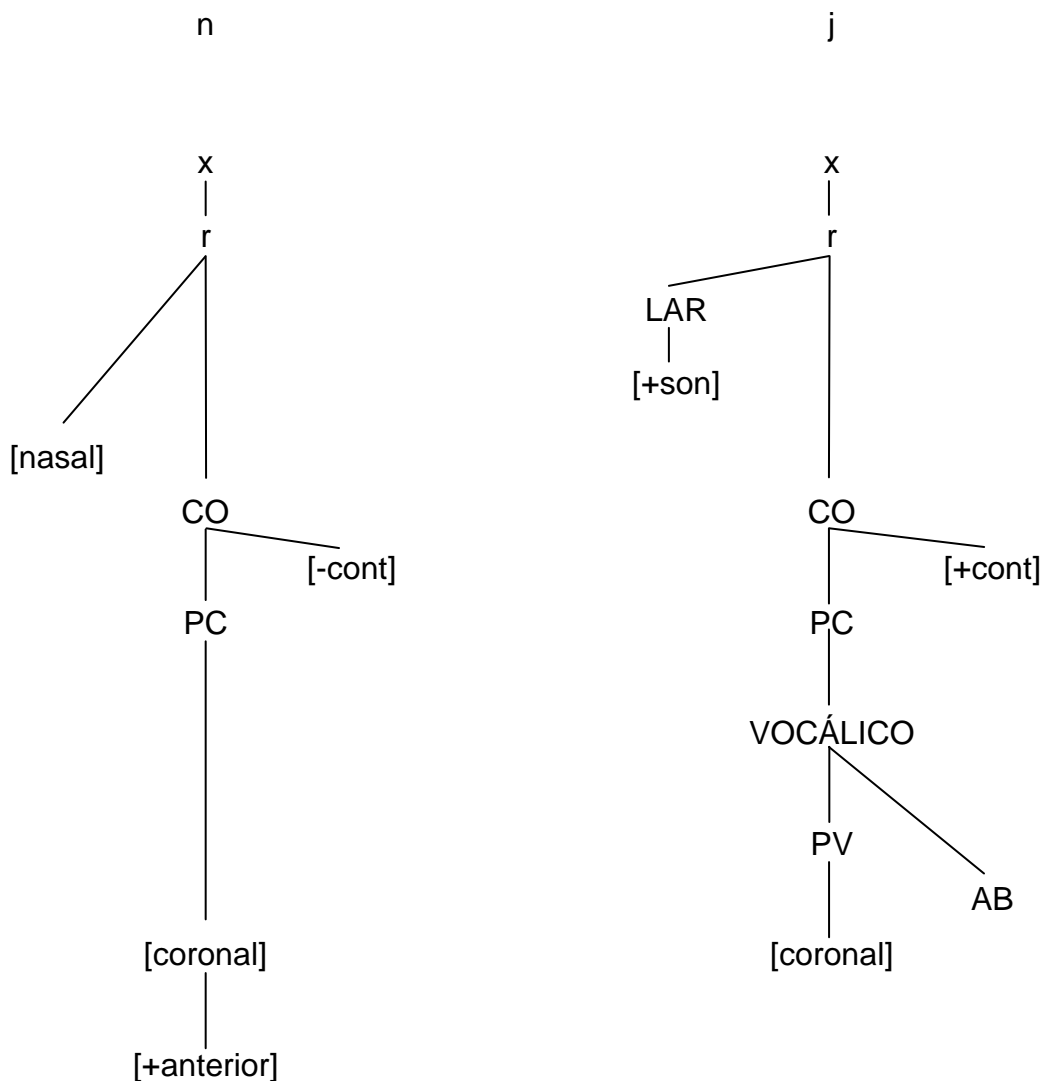 n j
x x
r r
LAR
[+son]
[nasal]
CO CO
[-cont] [+cont]
PC PC
VOCÁLICO
PV
AB
[coronal] [coronal]
[+anterior]